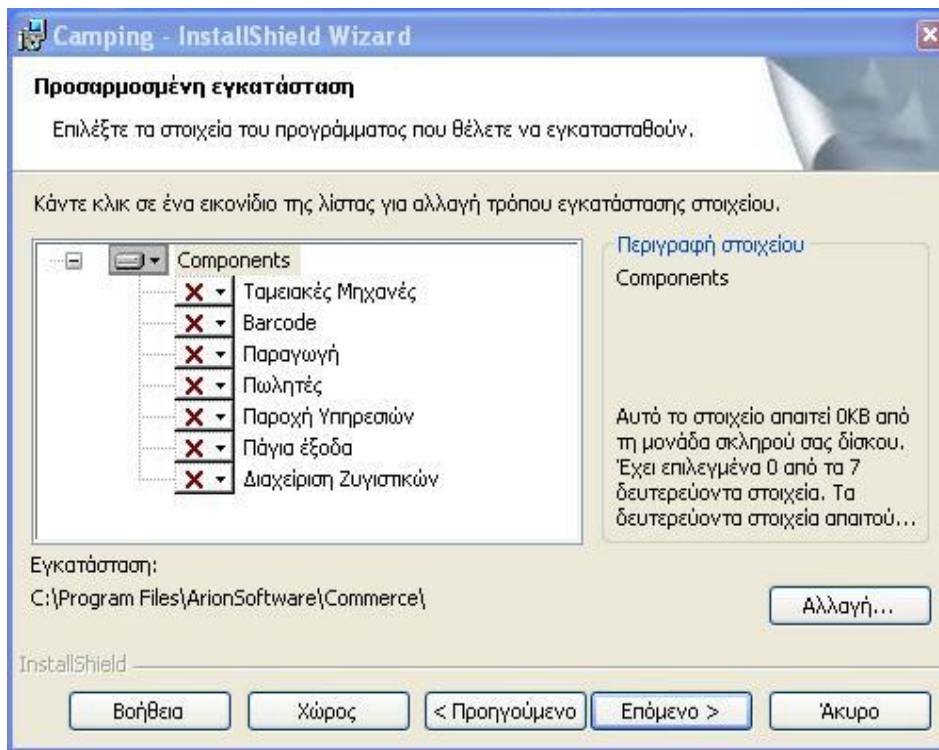 Camping - InstallShield Wizard
Προσαρμοσμένη εγκατάσταση
Επιλέξτε τα στοιχεία του προγράμματος που θέλετε να εγκατασταθούν.
Κάντε κλικ σε ένα εικονίδιο της λίστας για αλλαγή τρόπου εγκατάστασης στοιχείου.
Components
Ταμειακές Μηχανές
Barcode
Παραγωγή
Πωλητές
Παροχή Υπηρεσιών
Πάγια έξοδα
Διαχείριση Ζυγιστικών
Περιγραφή στοιχείου
Components
Αυτό το στοιχείο απαιτεί 0KB από
τη μονάδα σκληρού σας δίσκου.
Έχει επιλεγμένα 0 από τα 7
δευτερεύοντα στοιχεία. Τα
δευτερεύοντα στοιχεία απαιτού...
Εγκατάσταση:
C:\Program Files\ArionSoftware\Commerce\
Αλλαγή...
InstallShield
Βοήθεια
Χώρος
< Προηγούμενο
Επόμενο >
Άκυρο